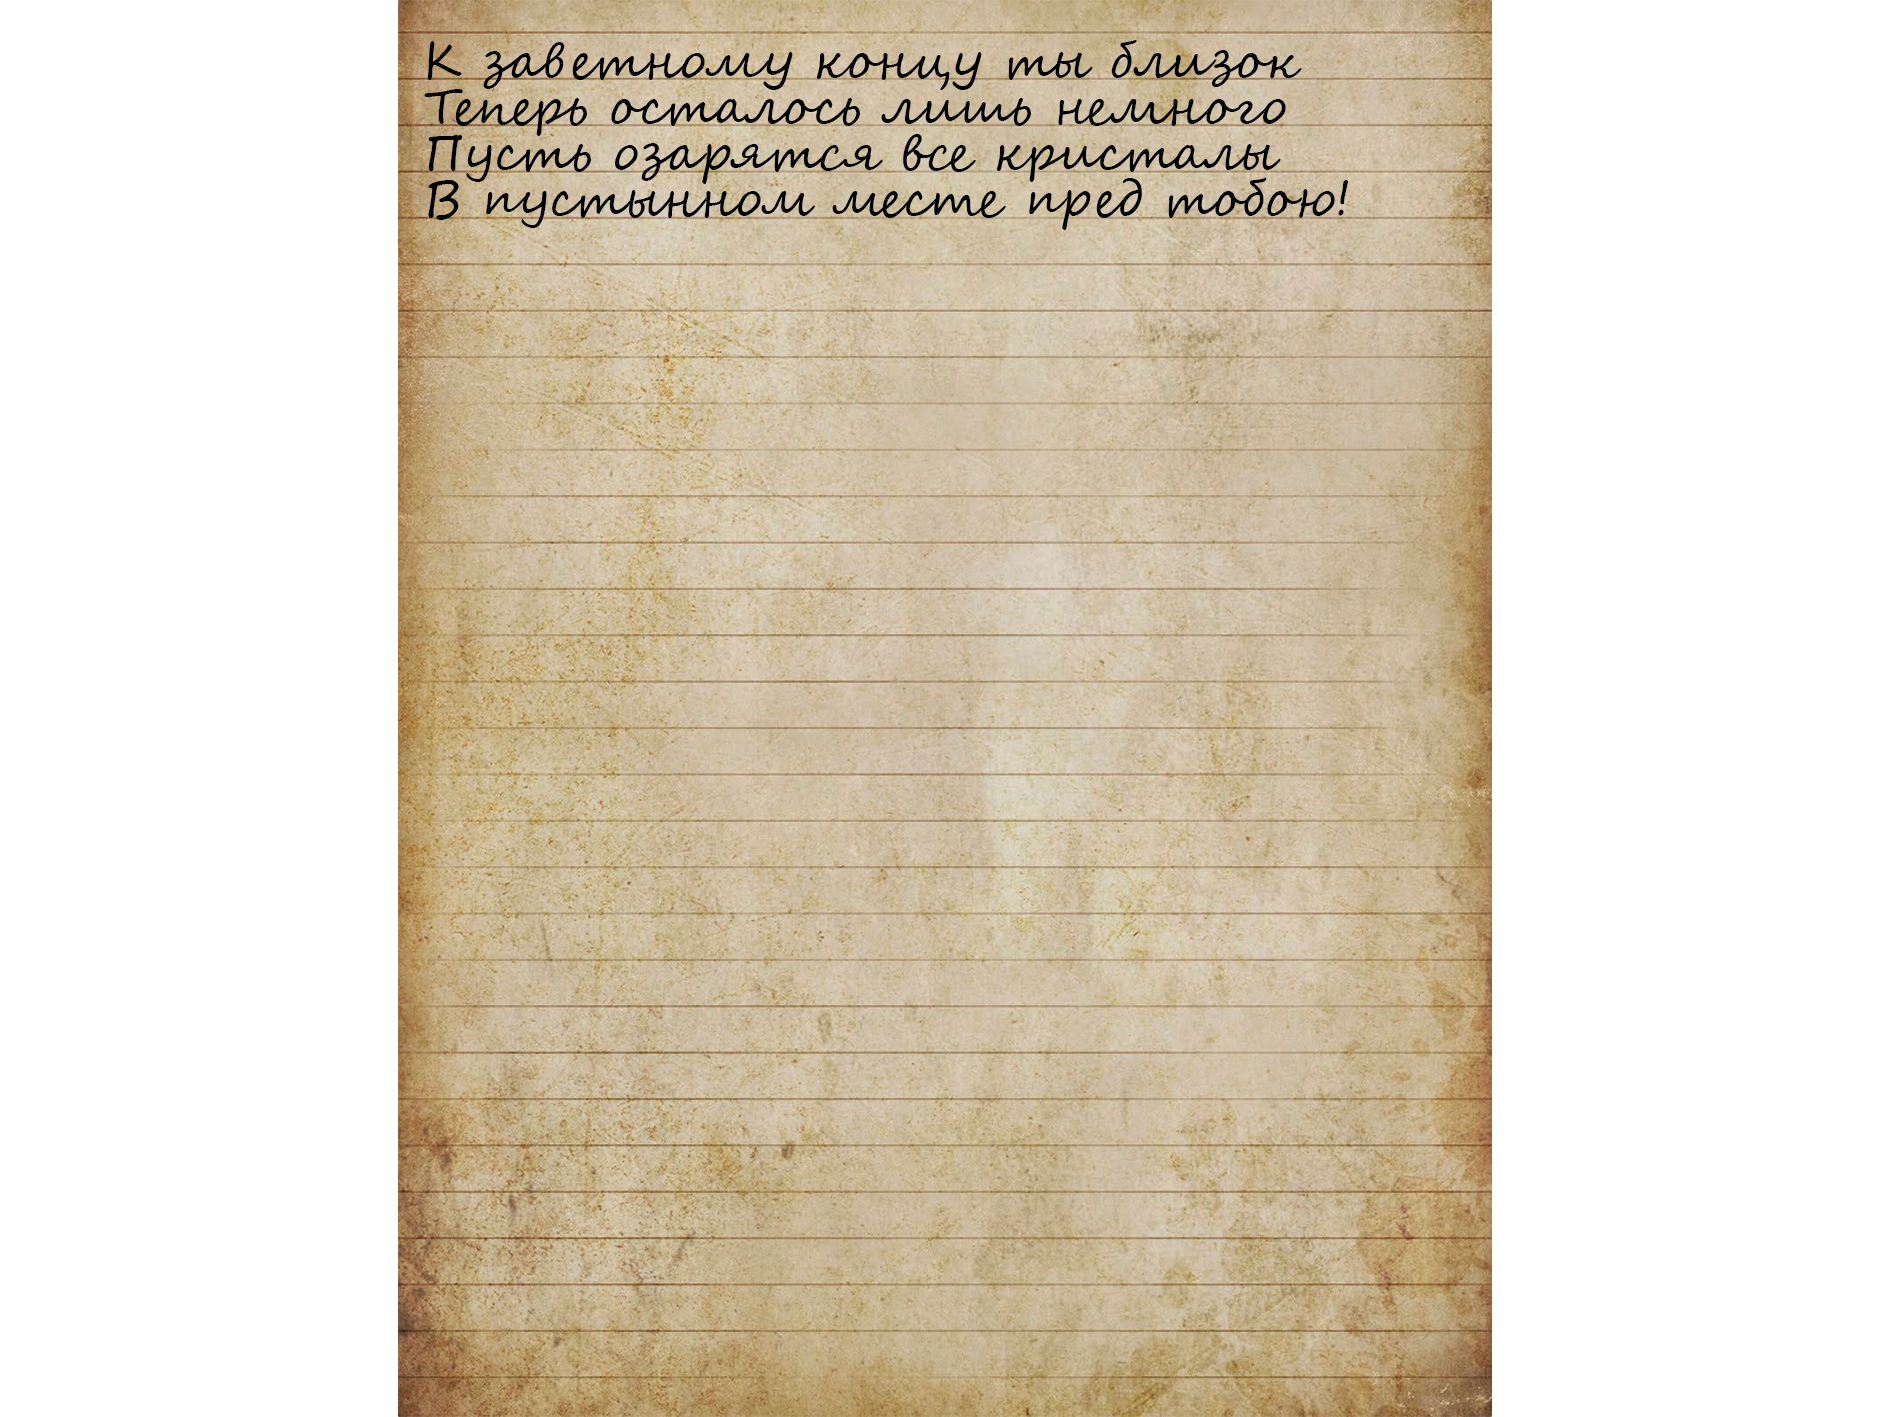 К заветному концу ты близок
Теперь осталось лишь немного
Пусть озарятся все кристалы
В пустынном месте пред тобою!